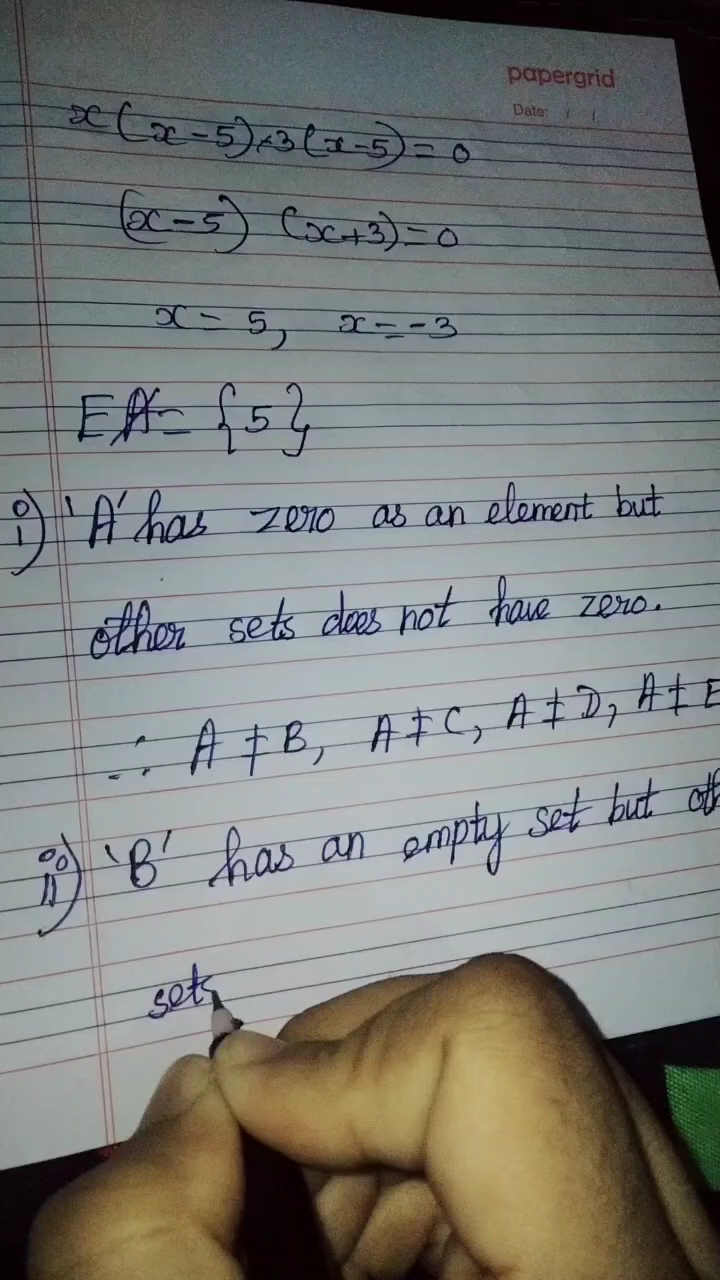 papergrid
Date: / /
x(x-5)+3(x-5)=0
(x-5) (x+3)=0
x = 5, x=-3
E = {5}
i) 'A' has zero as an element but
other sets does not have zero.
∴ A ≠ B, A ≠ C, A ≠ D, A ≠ E
ii) 'B' has an empty set but oth
sets